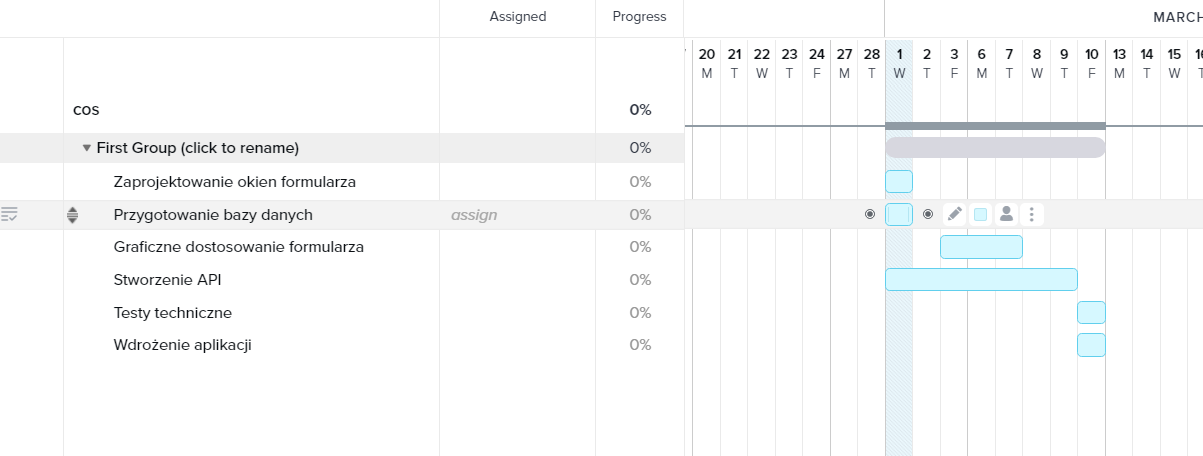 Assigned Progress MARCH
20 21 22 23 24 27 28 1 2 3 6 7 8 9 10 13 14 15
M T W T F M T W T F M T W T F M T W
cos 0%
First Group (click to rename) 0%
Zaprojektowanie okien formularza 0%
Przygotowanie bazy danych assign 0%
Graficzne dostosowanie formularza 0%
Stworzenie API 0%
Testy techniczne 0%
Wdrożenie aplikacji 0%